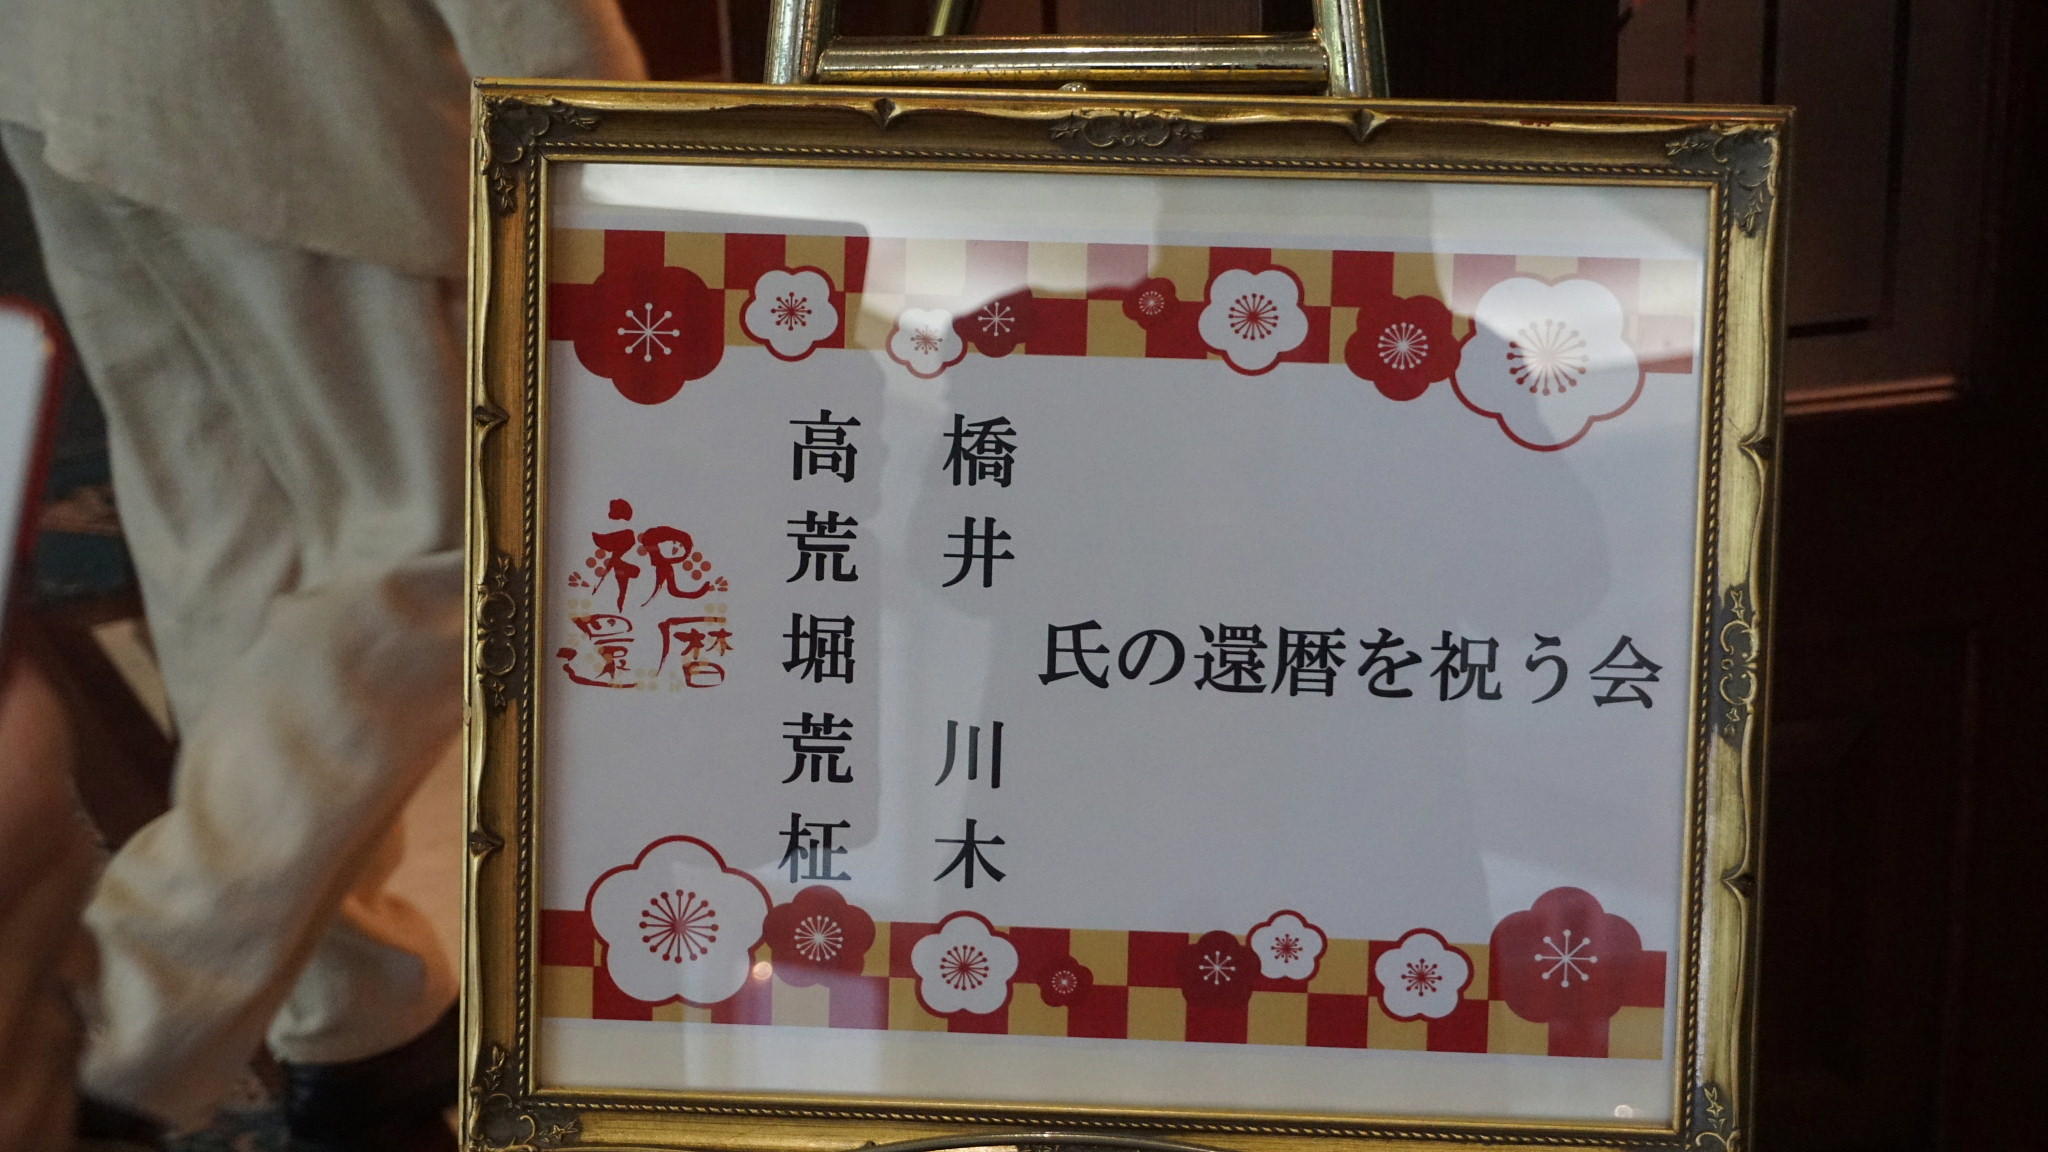 祝
還暦
高 橋
荒 井
堀
荒 川
柾 木
氏の還暦を祝う会